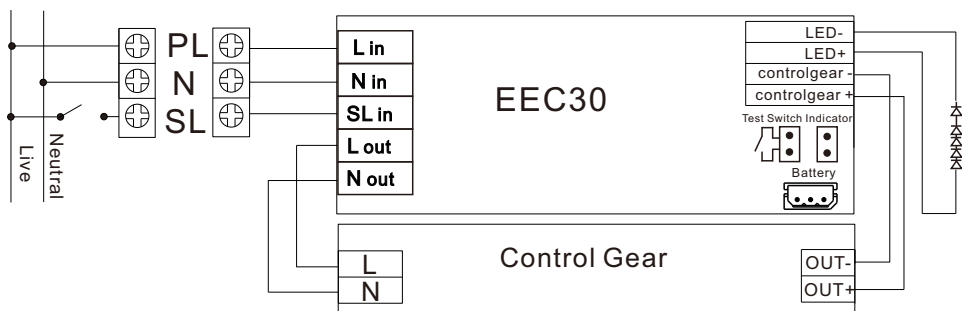 PL
N
SL
Live
Neutral
L in
N in
SL in
L out
N out
EEC30
LED-
LED+
controlgear -
controlgear +
Test Switch Indicator
Battery
Control Gear
L
N
OUT-
OUT+